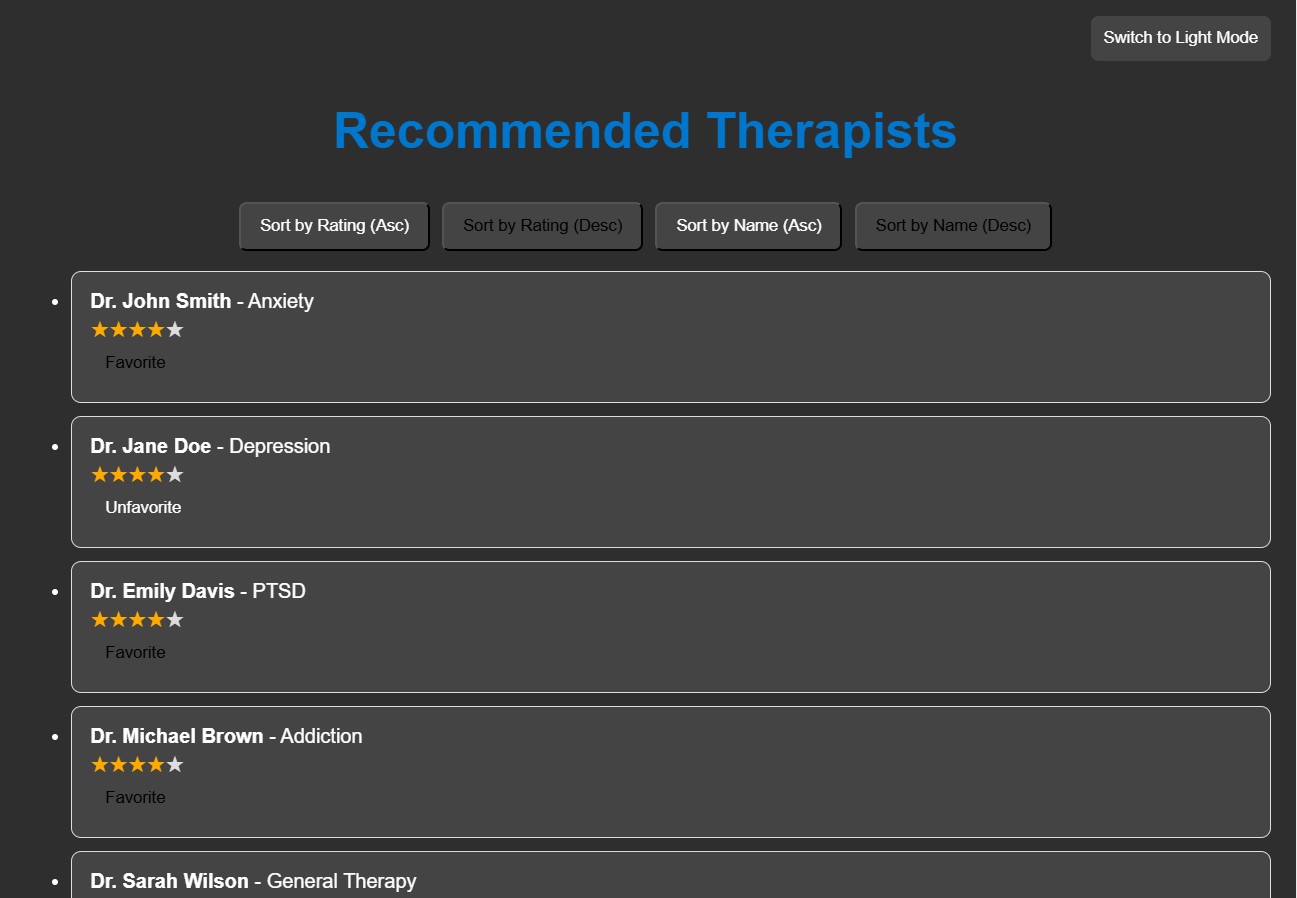 Switch to Light Mode
Recommended Therapists
Sort by Rating (Asc) Sort by Rating (Desc) Sort by Name (Asc) Sort by Name (Desc)
Dr. John Smith - Anxiety
★★★★★
Favorite
Dr. Jane Doe - Depression
★★★★★
Unfavorite
Dr. Emily Davis - PTSD
★★★★★
Favorite
Dr. Michael Brown - Addiction
★★★★★
Favorite
Dr. Sarah Wilson - General Therapy